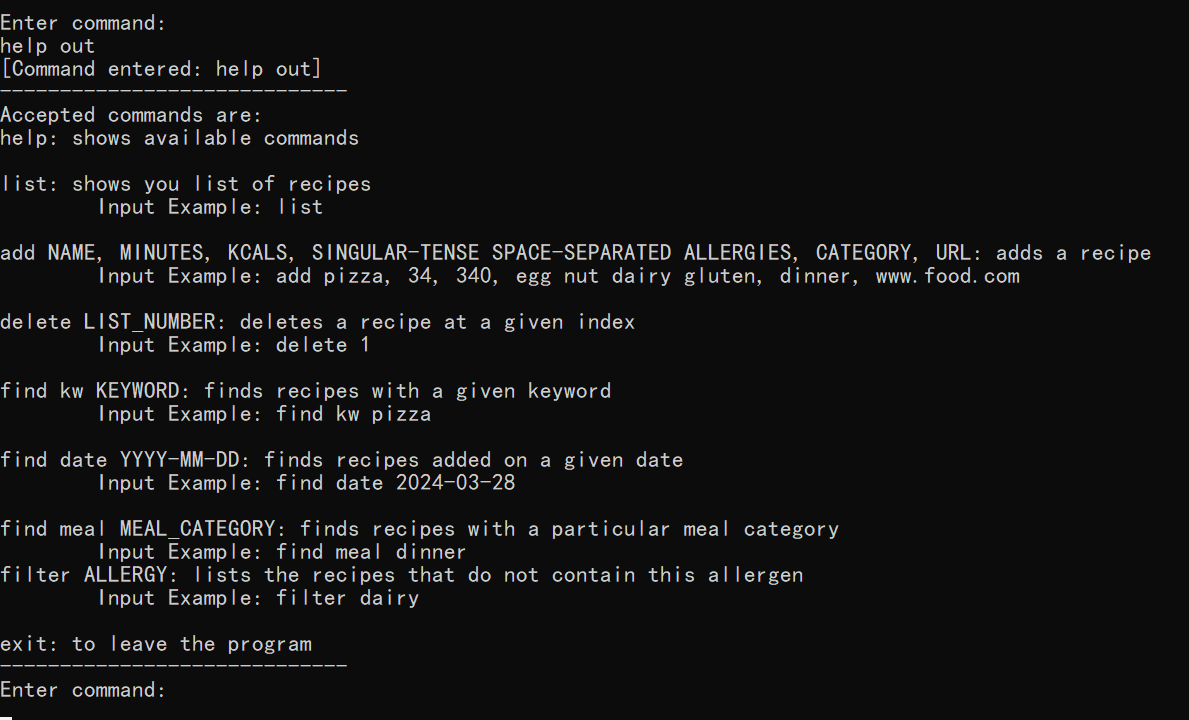 Enter command:
help out
[Command entered: help out]
-----------------------------
Accepted commands are:
help: shows available commands
list: shows you list of recipes
Input Example: list
add NAME, MINUTES, KCALS, SINGULAR-TENSE SPACE-SEPARATED ALLERGIES, CATEGORY, URL: adds a recipe
Input Example: add pizza, 34, 340, egg nut dairy gluten, dinner, www.food.com
delete LIST_NUMBER: deletes a recipe at a given index
Input Example: delete 1
find kw KEYWORD: finds recipes with a given keyword
Input Example: find kw pizza
find date YYYY-MM-DD: finds recipes added on a given date
Input Example: find date 2024-03-28
find meal MEAL_CATEGORY: finds recipes with a particular meal category
Input Example: find meal dinner
filter ALLERGY: lists the recipes that do not contain this allergen
Input Example: filter dairy
exit: to leave the program
-----------------------------
Enter command: